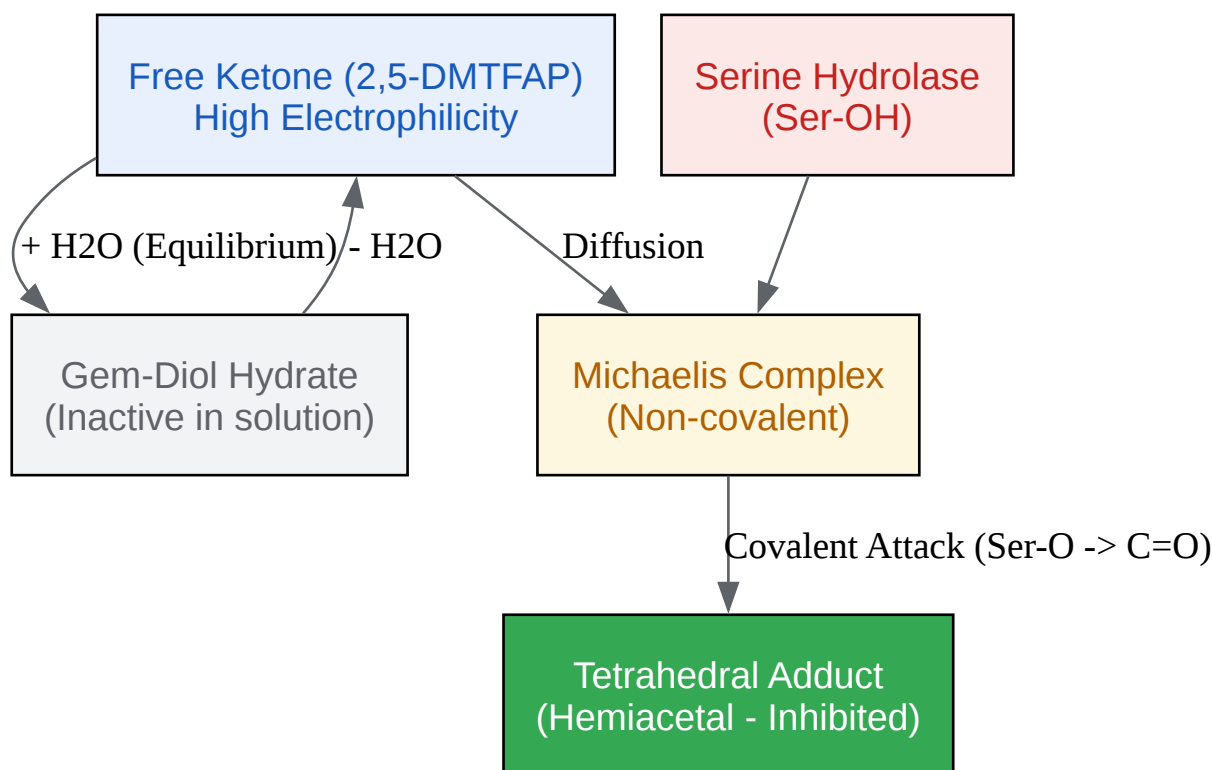 Free Ketone (2,5-DMTFAP)
High Electrophilicity
Serine Hydrolase
(Ser-OH)
+ H2O (Equilibrium)
- H2O
Diffusion
Gem-Diol Hydrate
(Inactive in solution)
Michaelis Complex
(Non-covalent)
Covalent Attack (Ser-O -> C=O)
Tetrahedral Adduct
(Hemiacetal - Inhibited)